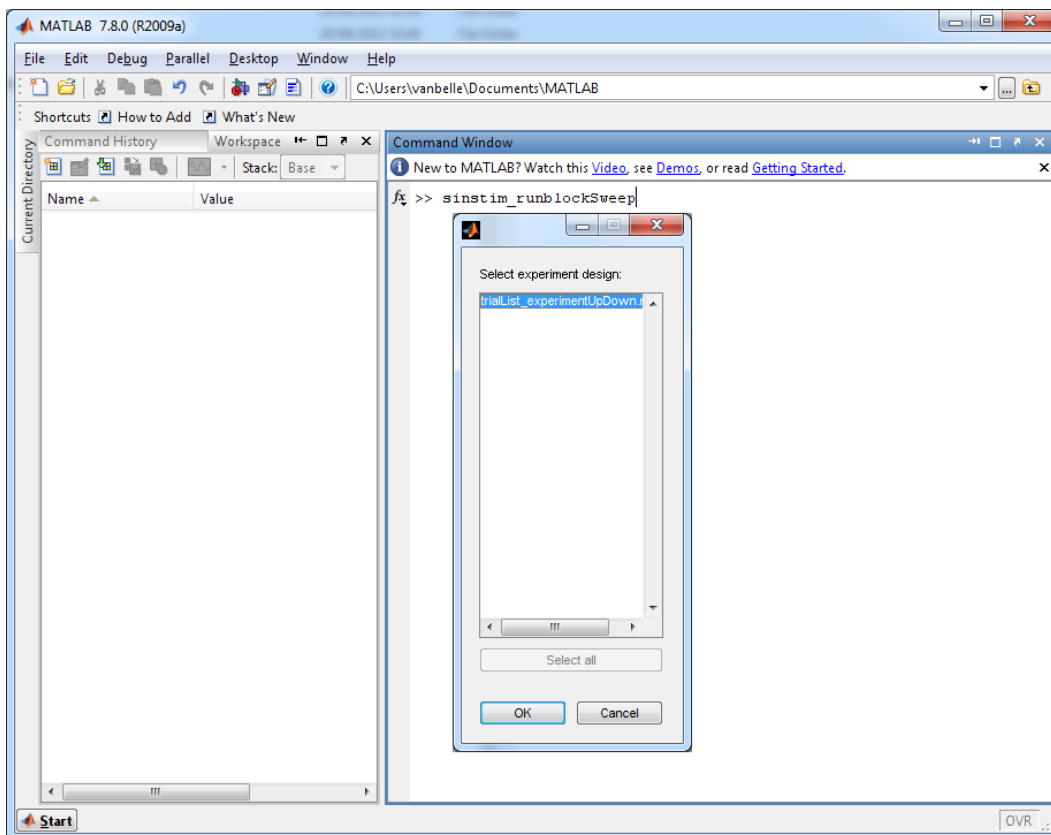 MATLAB 7.8.0 (R2009a)
File Edit Debug Parallel Desktop Window Help
C:\Users\vanbelle\Documents\MATLAB
Shortcuts How to Add What's New
Current Directory
Command History Workspace
Stack: Base
Name Value
Command Window
New to MATLAB? Watch this Video, see Demos, or read Getting Started.
fx >> sinstim_runblockSweep
Select experiment design:
trialList_experimentUpDown.
Select all
OK Cancel
Start
OVR